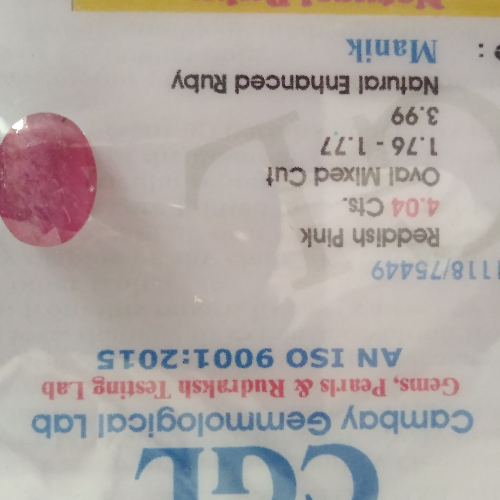 CGL
Cambay Gemmological Lab
Gems, Pearls & Rudraksh Testing Lab
AN ISO 9001:2015
1118/75449
Reddish Pink
4.04 Cts.
Oval Mixed Cut
1.76 - 1.77
3.99
Natural Enhanced Ruby
: Manik